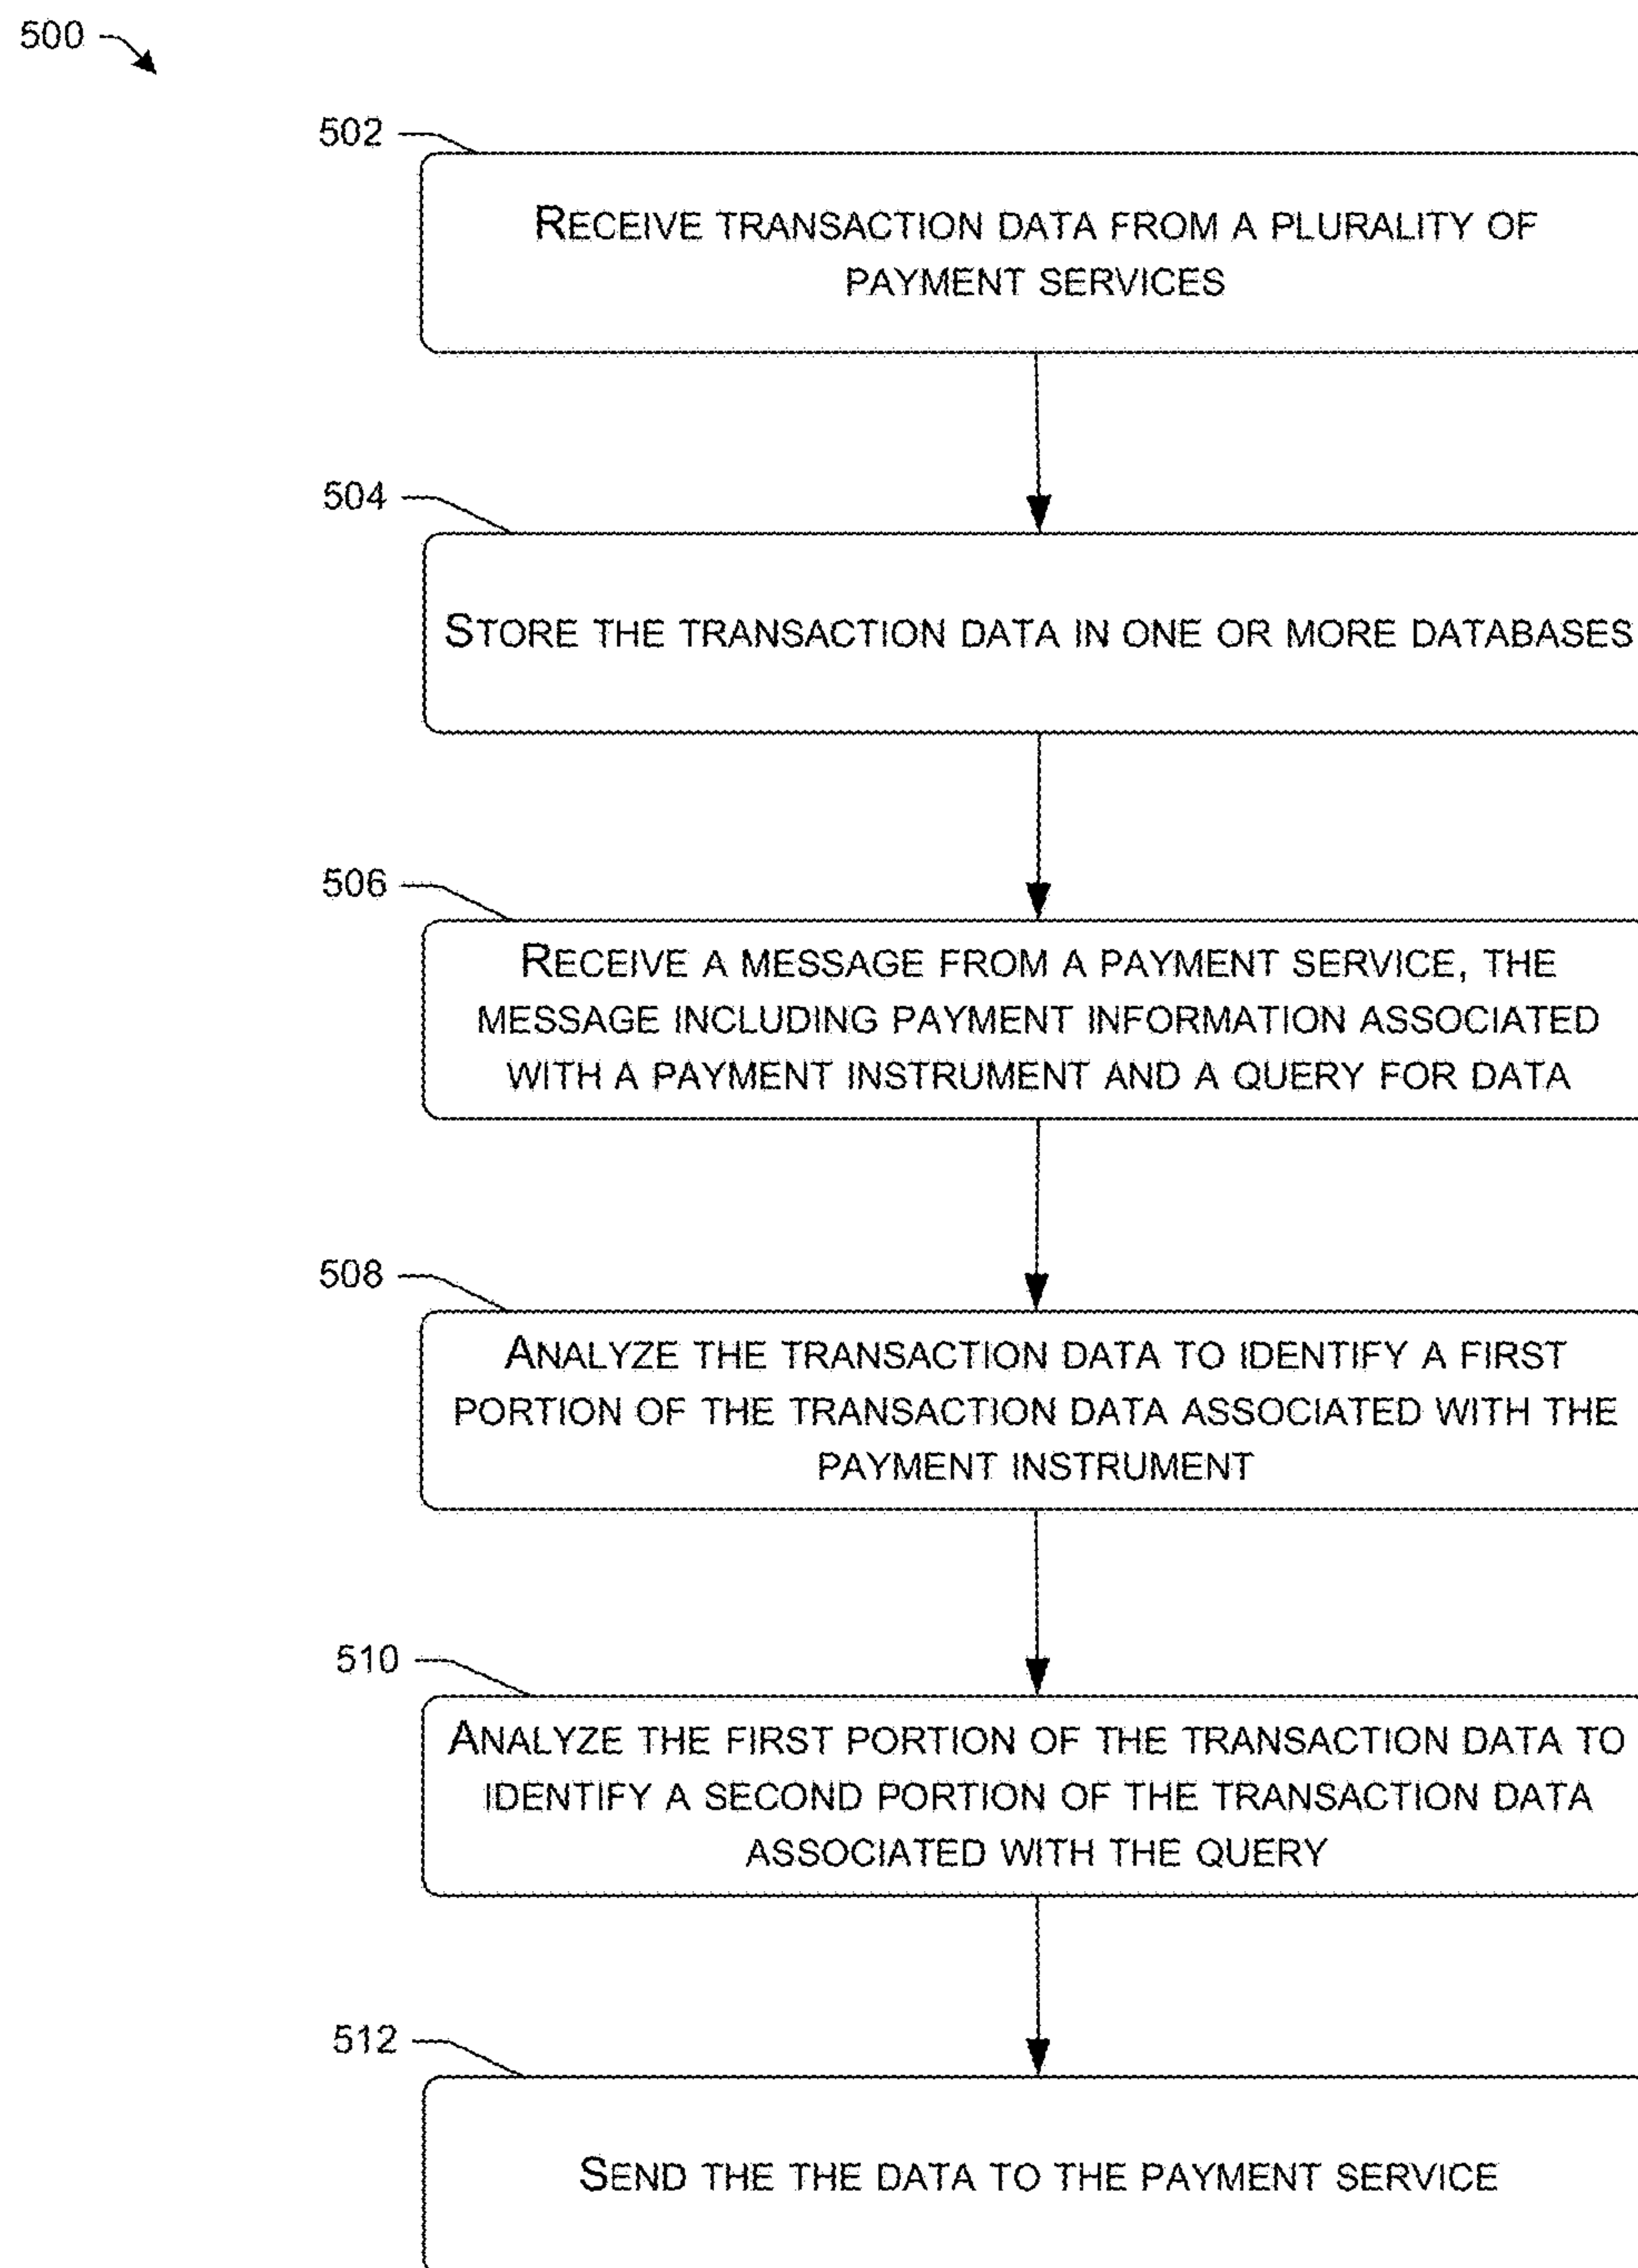 500
502
RECEIVE TRANSACTION DATA FROM A PLURALITY OF
PAYMENT SERVICES
504
STORE THE TRANSACTION DATA IN ONE OR MORE DATABASES
506
RECEIVE A MESSAGE FROM A PAYMENT SERVICE, THE
MESSAGE INCLUDING PAYMENT INFORMATION ASSOCIATED
WITH A PAYMENT INSTRUMENT AND A QUERY FOR DATA
508
ANALYZE THE TRANSACTION DATA TO IDENTIFY A FIRST
PORTION OF THE TRANSACTION DATA ASSOCIATED WITH THE
PAYMENT INSTRUMENT
510
ANALYZE THE FIRST PORTION OF THE TRANSACTION DATA TO
IDENTIFY A SECOND PORTION OF THE TRANSACTION DATA
ASSOCIATED WITH THE QUERY
512
SEND THE THE DATA TO THE PAYMENT SERVICE